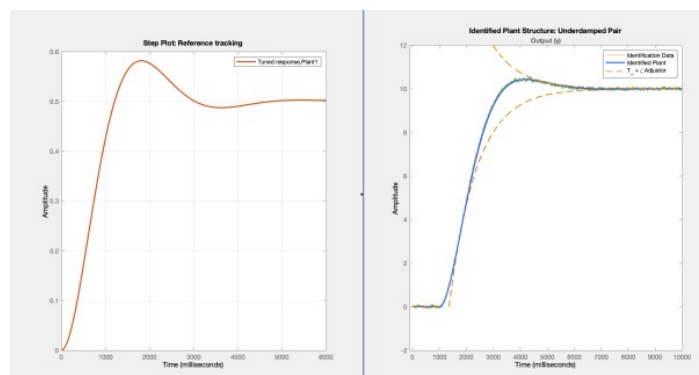 Step Plot: Reference tracking
Tuned response,Plant1
0.6
0.5
0.4
0.3
0.2
0.1
0
Amplitude
0 1000 2000 3000 4000 5000 6000
Time (milliseconds)
Identified Plant Structure: Underdamped Pair
Output (y)
Identification Data
Identified Plant
Adjustor
12
10
8
6
4
2
0
-2
Amplitude
0 1000 2000 3000 4000 5000 6000 7000 8000 9000 10000
Time (milliseconds)